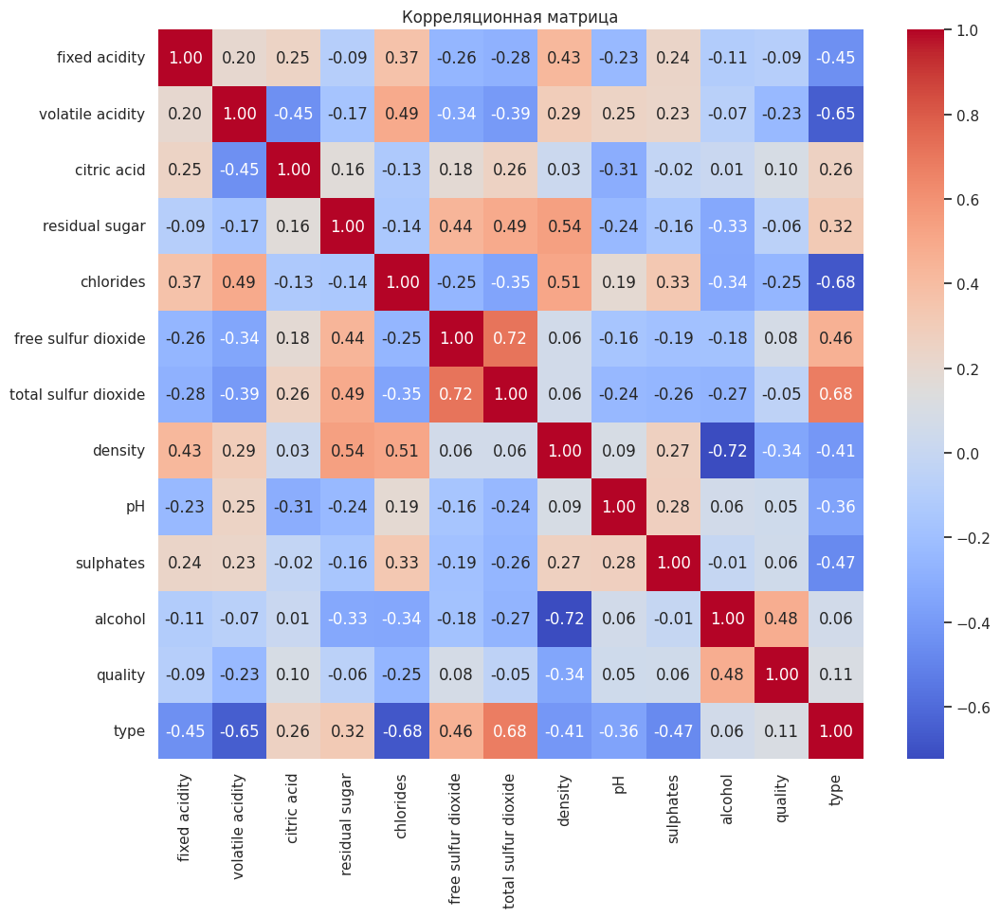 Корреляционная матрица
fixed acidity 1.00 0.20 0.25 -0.09 0.37 -0.26 -0.28 0.43 -0.23 0.24 -0.11 -0.09 -0.45
volatile acidity 0.20 1.00 -0.45 -0.17 0.49 -0.34 -0.39 0.29 0.25 0.23 -0.07 -0.23 -0.65
citric acid 0.25 -0.45 1.00 0.16 -0.13 0.18 0.26 0.03 -0.31 -0.02 0.01 0.10 0.26
residual sugar -0.09 -0.17 0.16 1.00 -0.14 0.44 0.49 0.54 -0.24 -0.16 -0.33 -0.06 0.32
chlorides 0.37 0.49 -0.13 -0.14 1.00 -0.25 -0.35 0.51 0.19 0.33 -0.34 -0.25 -0.68
free sulfur dioxide -0.26 -0.34 0.18 0.44 -0.25 1.00 0.72 0.06 -0.16 -0.19 -0.18 0.08 0.46
total sulfur dioxide -0.28 -0.39 0.26 0.49 -0.35 0.72 1.00 0.06 -0.24 -0.26 -0.27 -0.05 0.68
density 0.43 0.29 0.03 0.54 0.51 0.06 0.06 1.00 0.09 0.27 -0.72 -0.34 -0.41
pH -0.23 0.25 -0.31 -0.24 0.19 -0.16 -0.24 0.09 1.00 0.28 0.06 0.05 -0.36
sulphates 0.24 0.23 -0.02 -0.16 0.33 -0.19 -0.26 0.27 0.28 1.00 -0.01 0.06 -0.47
alcohol -0.11 -0.07 0.01 -0.33 -0.34 -0.18 -0.27 -0.72 0.06 -0.01 1.00 0.48 0.06
quality -0.09 -0.23 0.10 -0.06 -0.25 0.08 -0.05 -0.34 0.05 0.06 0.48 1.00 0.11
type -0.45 -0.65 0.26 0.32 -0.68 0.46 0.68 -0.41 -0.36 -0.47 0.06 0.11 1.00
fixed acidity
volatile acidity
citric acid
residual sugar
chlorides
free sulfur dioxide
total sulfur dioxide
density
pH
sulphates
alcohol
quality
type
1.0
0.8
0.6
0.4
0.2
0.0
−0.2
−0.4
−0.6